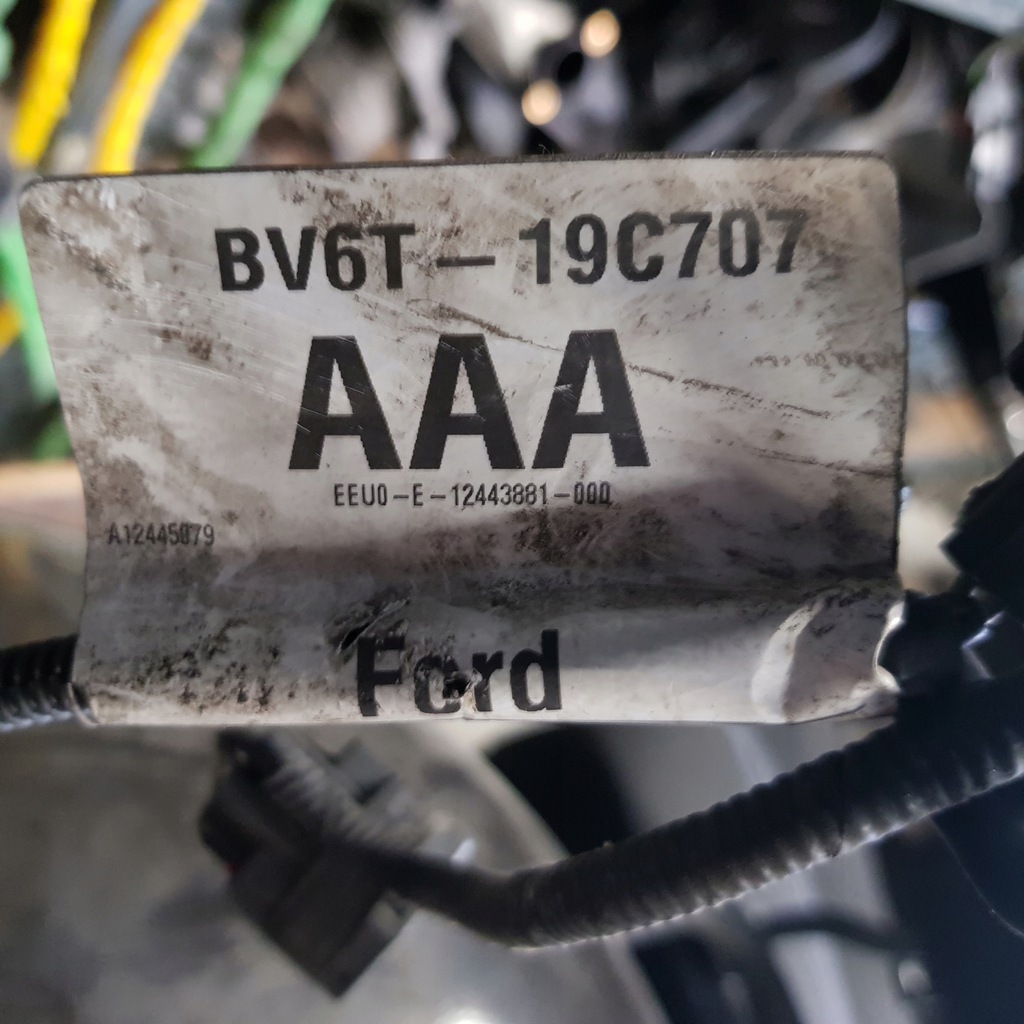 BV6T - 19C707
AAA
EEU0-E-12443881-000
A12445079
Ford